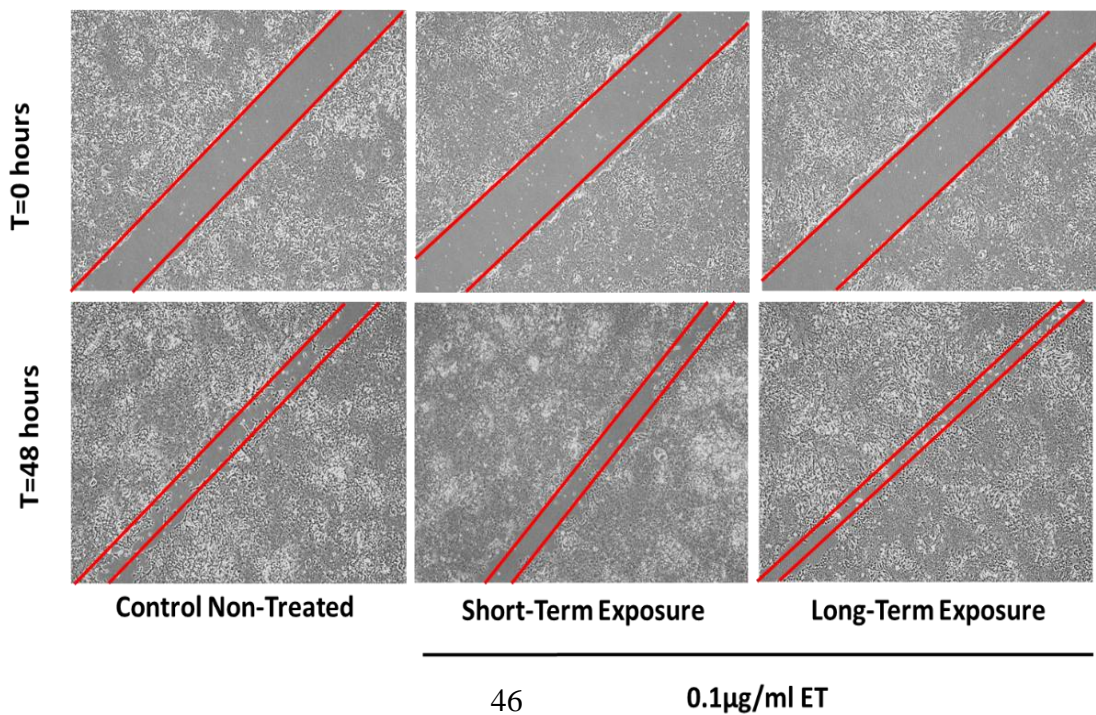 T=0 hours
T=48 hours
Control Non-Treated
Short-Term Exposure
Long-Term Exposure
46
0.1µg/ml ET